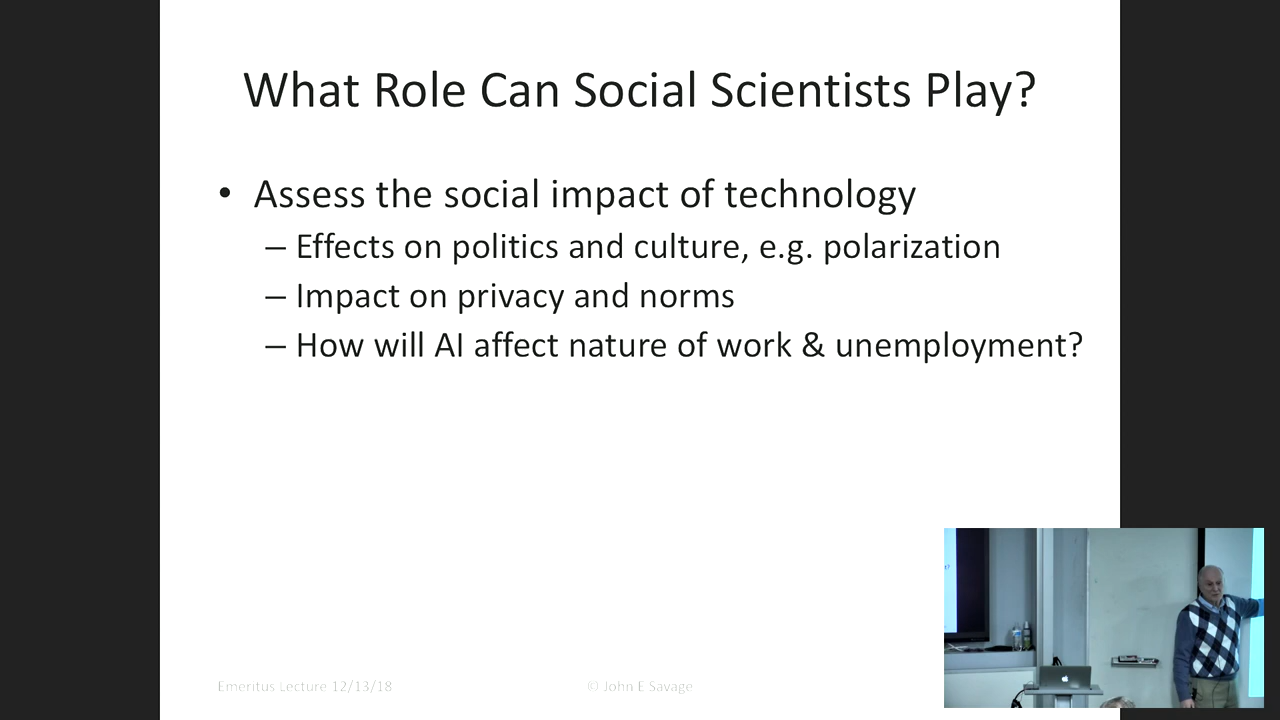 What Role Can Social Scientists Play?
• Assess the social impact of technology
– Effects on politics and culture, e.g. polarization
– Impact on privacy and norms
– How will AI affect nature of work & unemployment?
Emeritus Lecture 12/13/18
© John E Savage